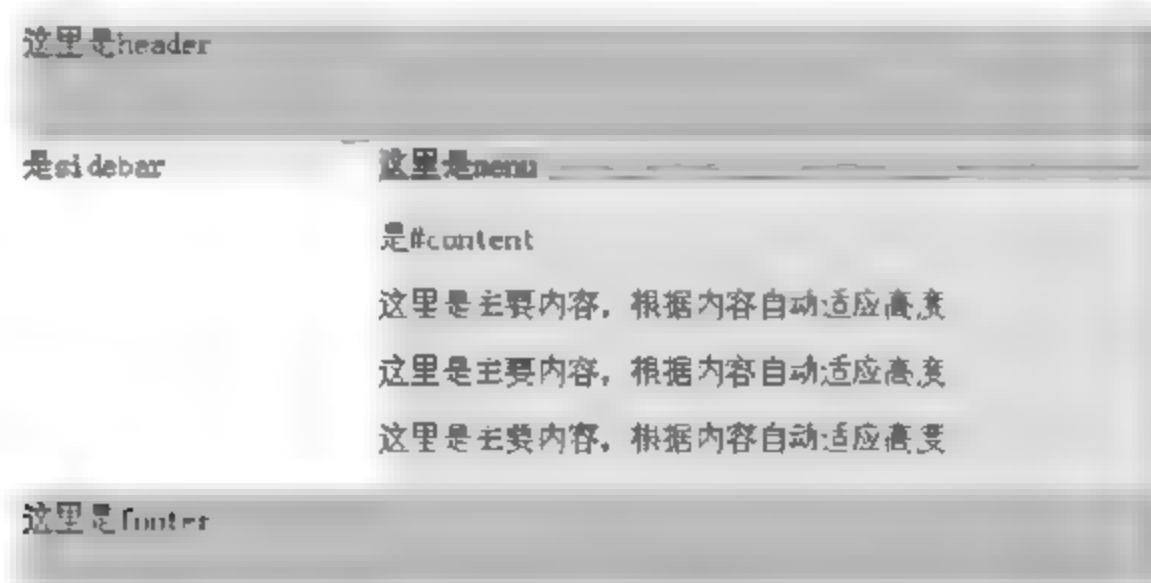 这里是header
是sidebar
这里是menu
是#content
这里是主要内容，根据内容自动适应高度
这里是主要内容，根据内容自动适应高度
这里是主要内容，根据内容自动适应高度
这里是footer